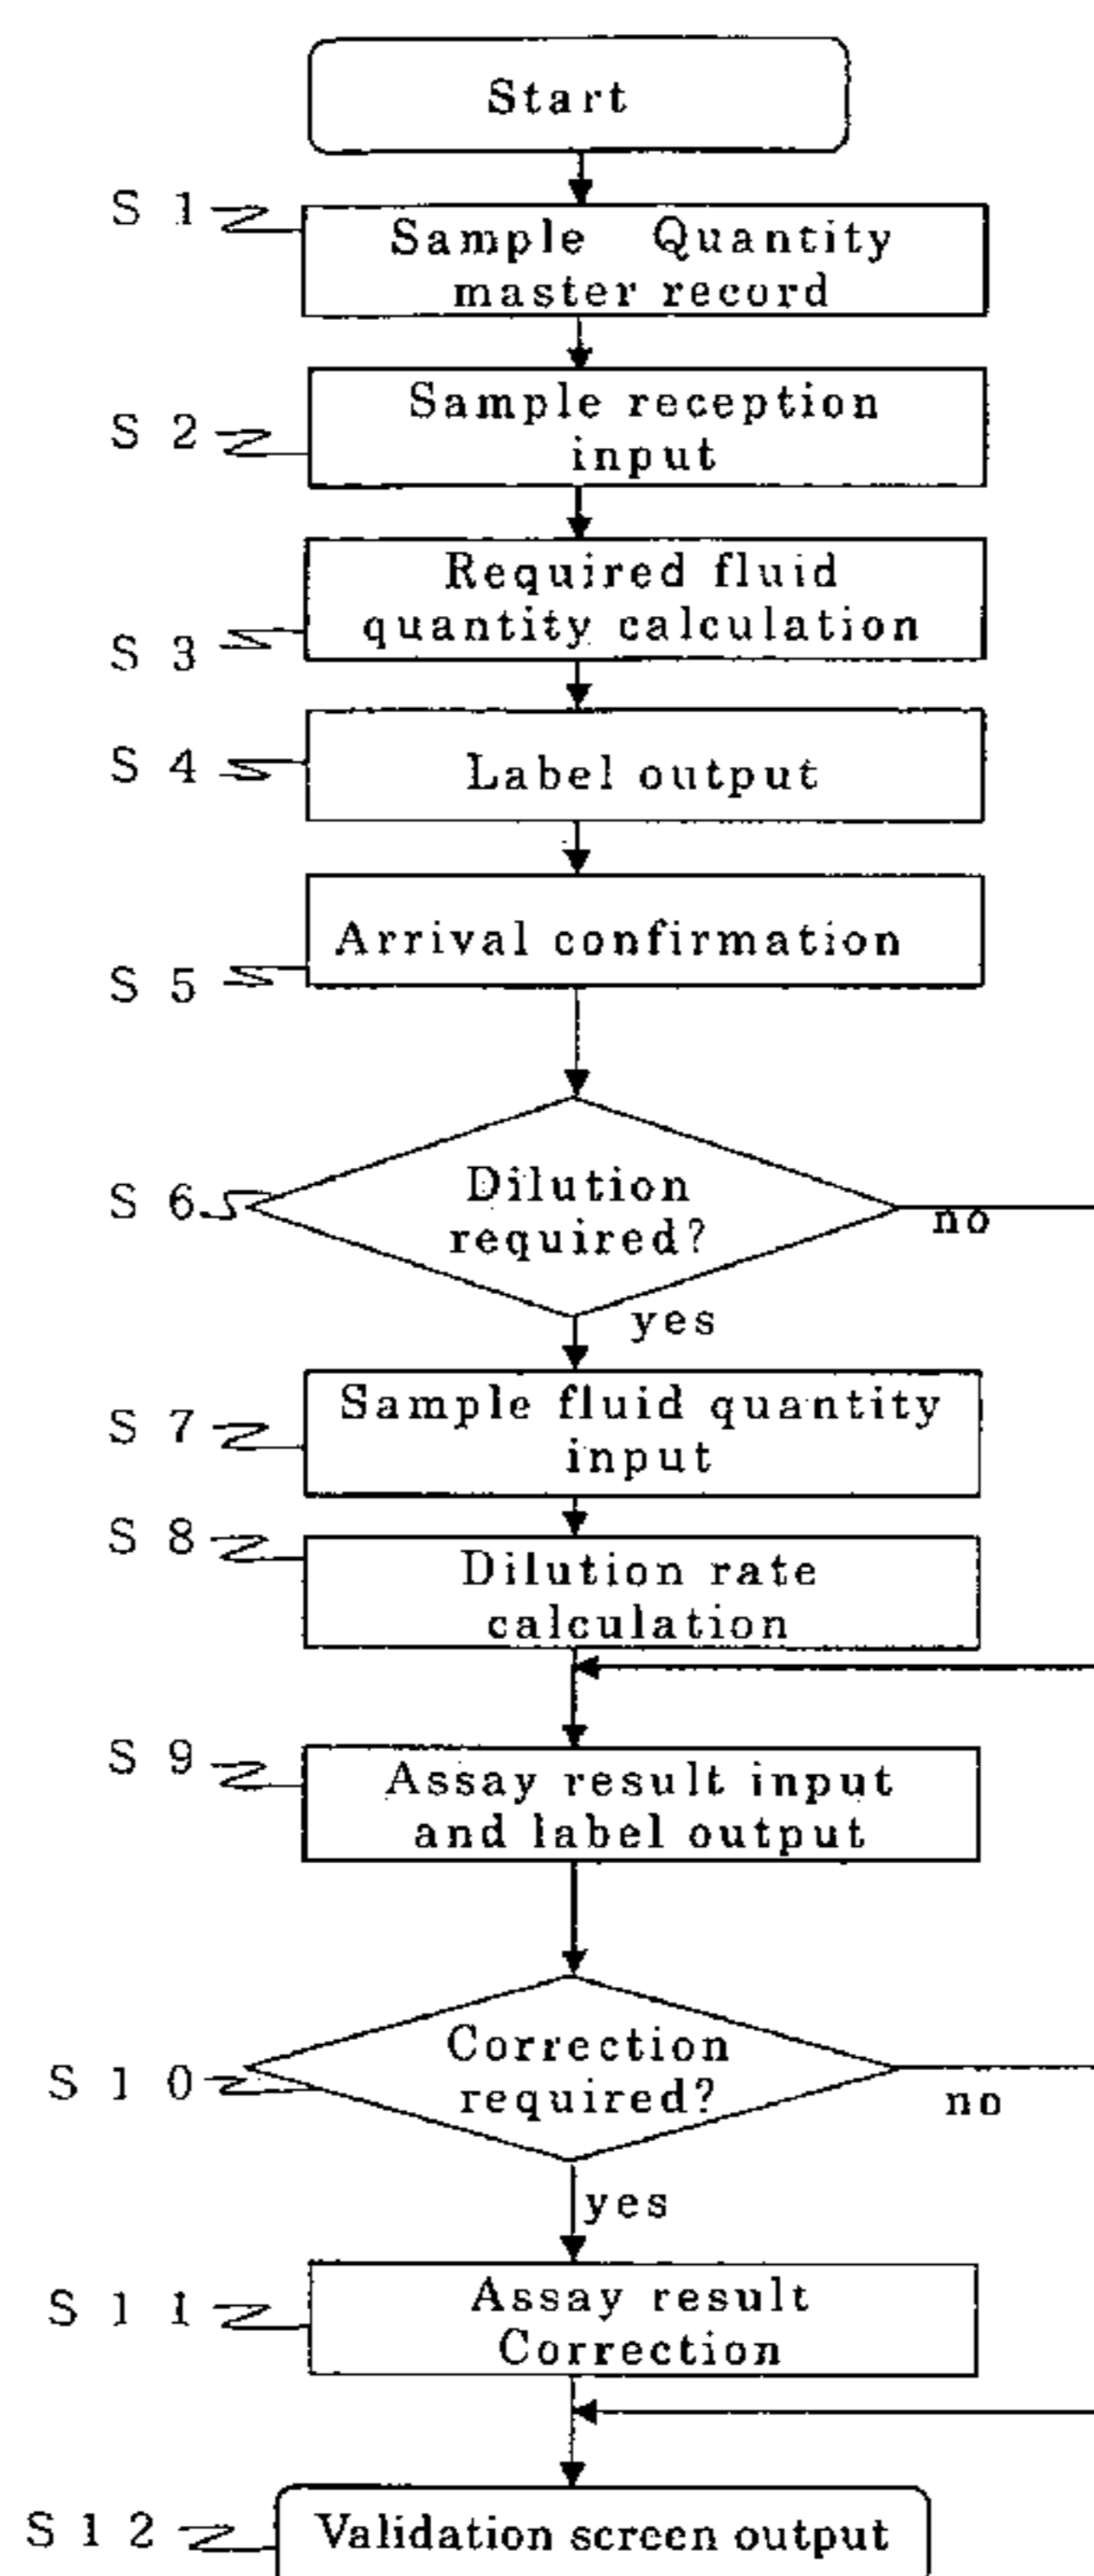 Start
S 1
Sample Quantity
master record
S 2
Sample reception
input
S 3
Required fluid
quantity calculation
S 4
Label output
S 5
Arrival confirmation
S 6
Dilution
required?
no
yes
S 7
Sample fluid quantity
input
S 8
Dilution rate
calculation
S 9
Assay result input
and label output
S 1 0
Correction
required?
no
yes
S 1 1
Assay result
Correction
S 1 2
Validation screen output